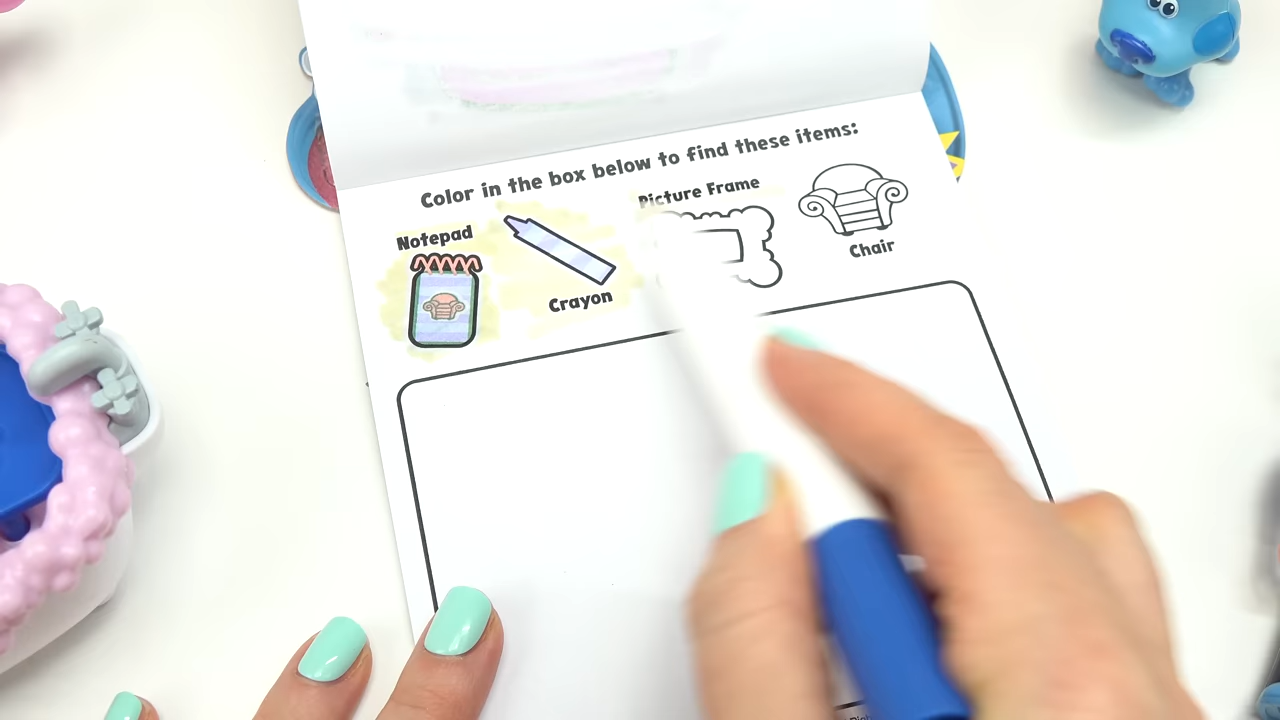 Color in the box below to find these items:
Notepad
Crayon
Picture Frame
Chair